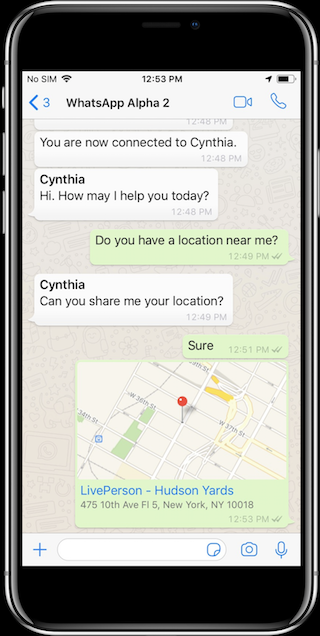 No SIM 12:53 PM
3 WhatsApp Alpha 2
12:48 PM
You are now connected to Cynthia.
12:48 PM
Cynthia
Hi. How may I help you today?
12:48 PM
Do you have a location near me?
12:49 PM
Cynthia
Can you share me your location?
12:49 PM
Sure
12:51 PM
W 36th St
W 38th St
34th St
W 37th St
LivePerson - Hudson Yards
475 10th Ave Fl 5, New York, NY 10018
12:53 PM